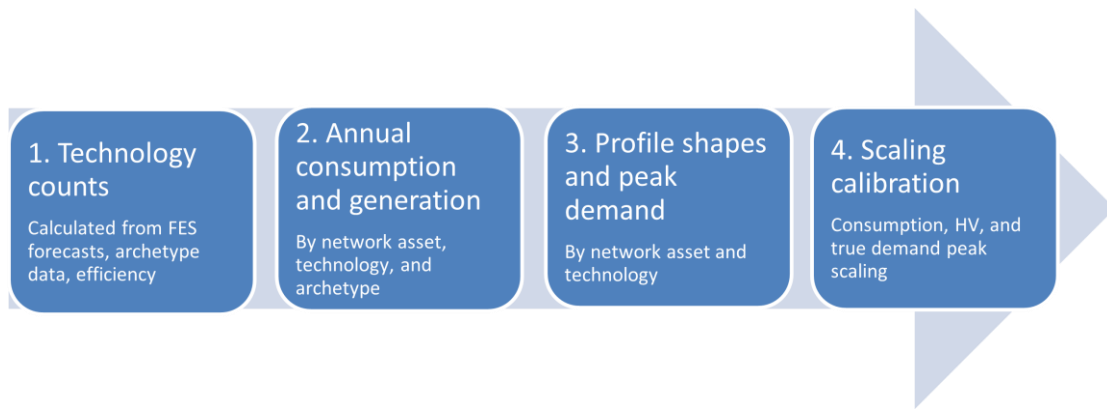 1. Technology
counts
Calculated from FES
forecasts, archetype
data, efficiency
2. Annual
consumption
and generation
By network asset,
technology, and
archetype
3. Profile shapes
and peak
demand
By network asset and
technology
4. Scaling
calibration
Consumption, HV, and
true demand peak
scaling